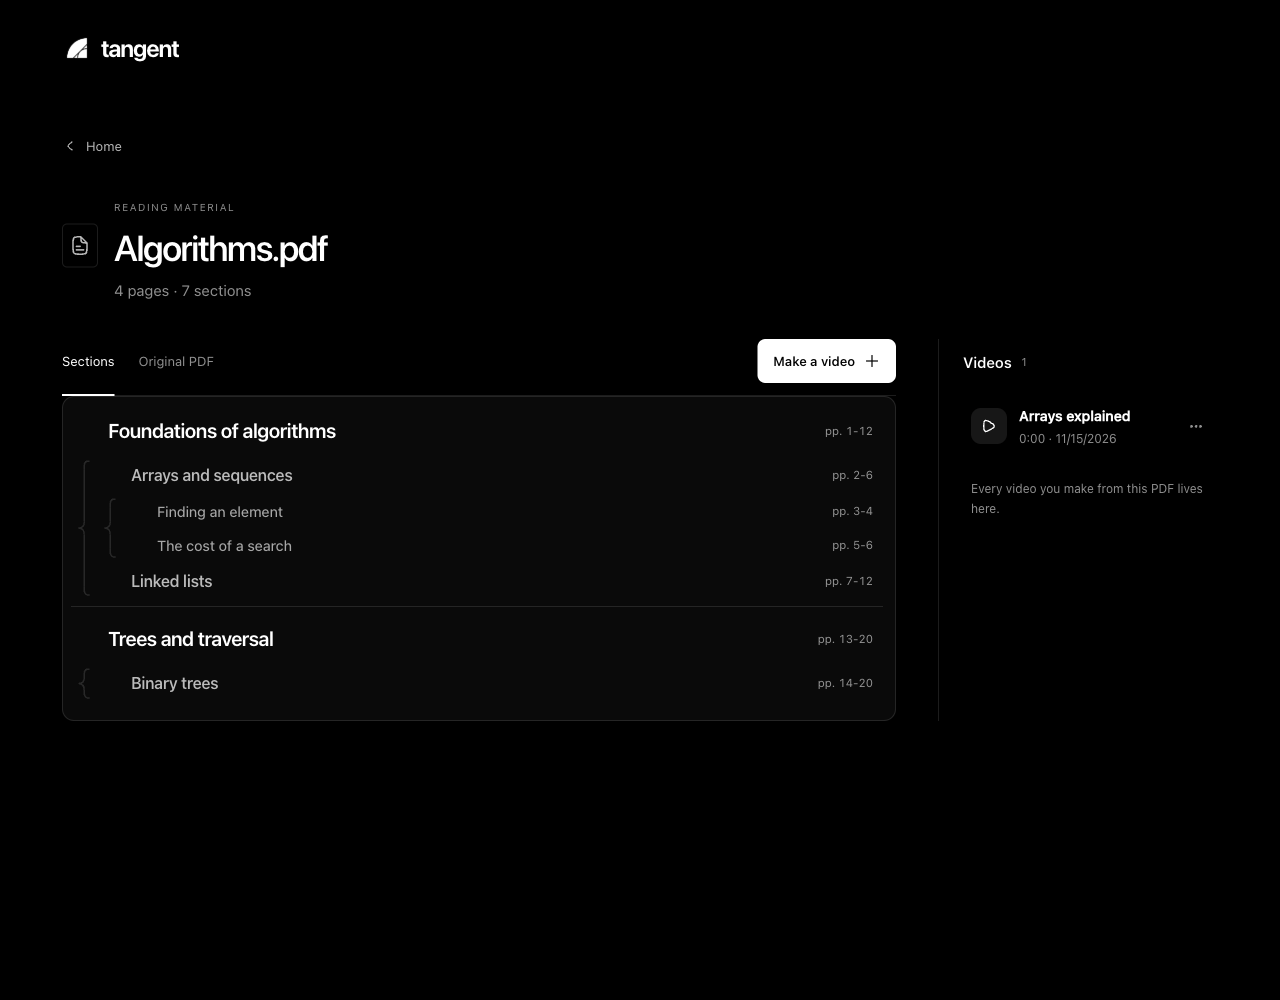 tangent
Home
READING MATERIAL
Algorithms.pdf
4 pages · 7 sections
Sections
Original PDF
Make a video
Foundations of algorithms
pp. 1-12
Arrays and sequences
pp. 2-6
Finding an element
pp. 3-4
The cost of a search
pp. 5-6
Linked lists
pp. 7-12
Trees and traversal
pp. 13-20
Binary trees
pp. 14-20
Videos 1
Arrays explained
0:00 · 11/15/2026
Every video you make from this PDF lives
here.